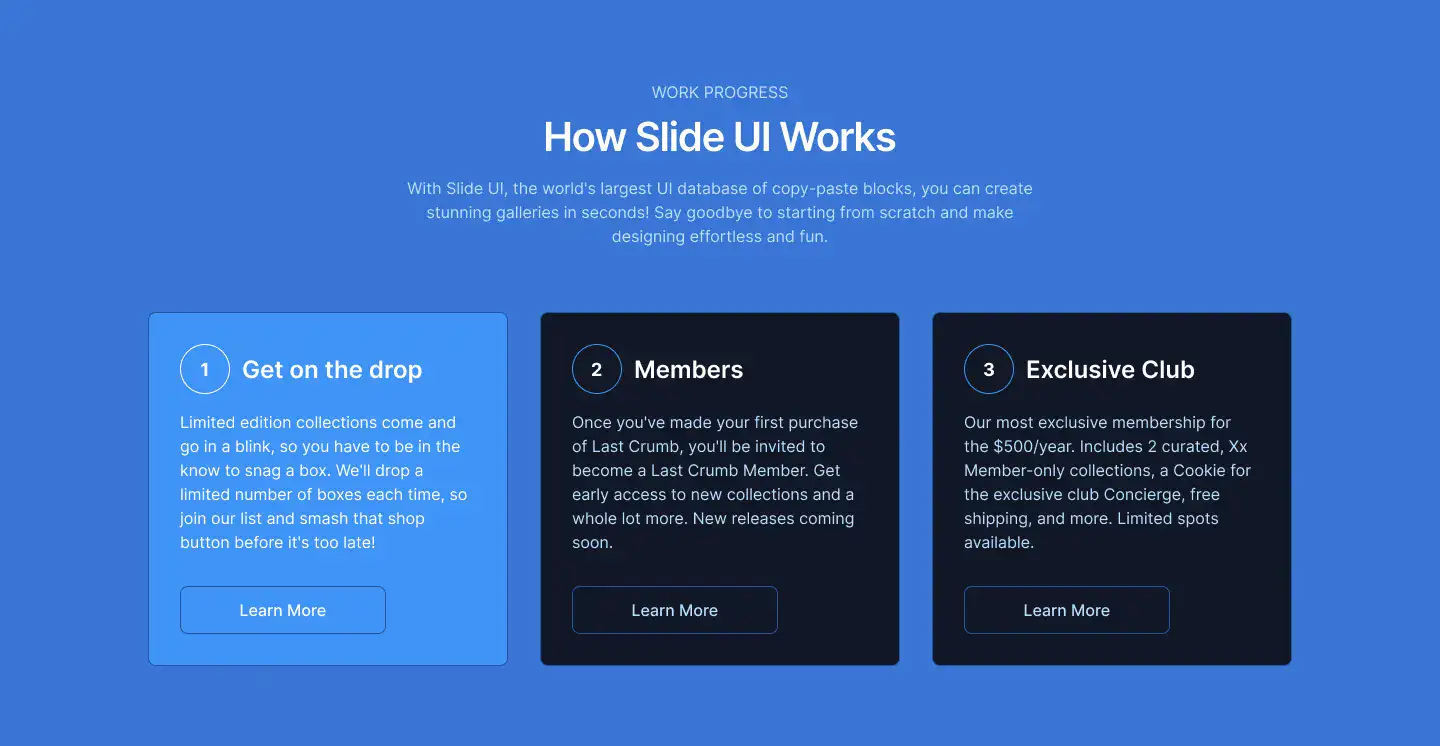 WORK PROGRESS
How Slide UI Works
With Slide UI, the world's largest UI database of copy-paste blocks, you can create
stunning galleries in seconds! Say goodbye to starting from scratch and make
designing effortless and fun.
1
Get on the drop
Limited edition collections come and
go in a blink, so you have to be in the
know to snag a box. We'll drop a
limited number of boxes each time, so
join our list and smash that shop
button before it's too late!
Learn More
2
Members
Once you've made your first purchase
of Last Crumb, you'll be invited to
become a Last Crumb Member. Get
early access to new collections and a
whole lot more. New releases coming
soon.
Learn More
3
Exclusive Club
Our most exclusive membership for
the $500/year. Includes 2 curated, Xx
Member-only collections, a Cookie for
the exclusive club Concierge, free
shipping, and more. Limited spots
available.
Learn More